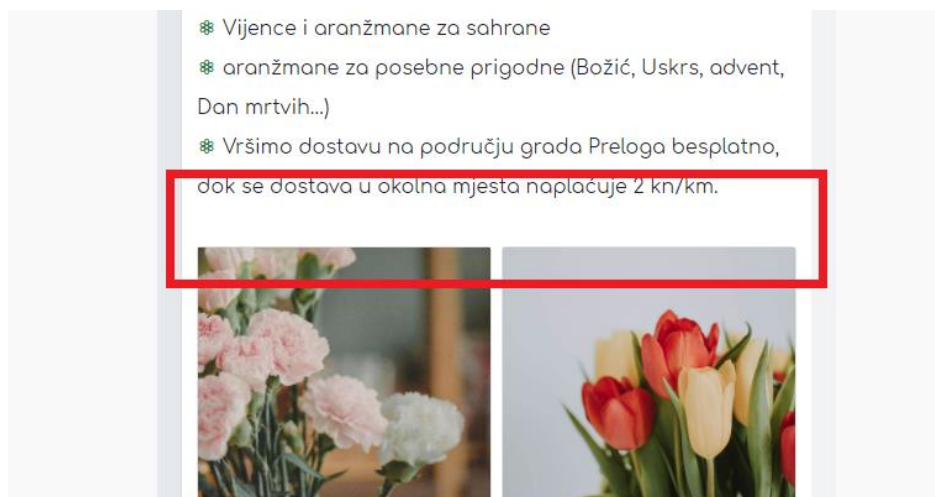 ❃ Vijence i aranžmane za sahrane
❃ aranžmane za posebne prigodne (Božić, Uskrs, advent,
Dan mrtvih...)
❃ Vršimo dostavu na području grada Preloga besplatno,
dok se dostava u okolna mjesta naplaćuje 2 kn/km.